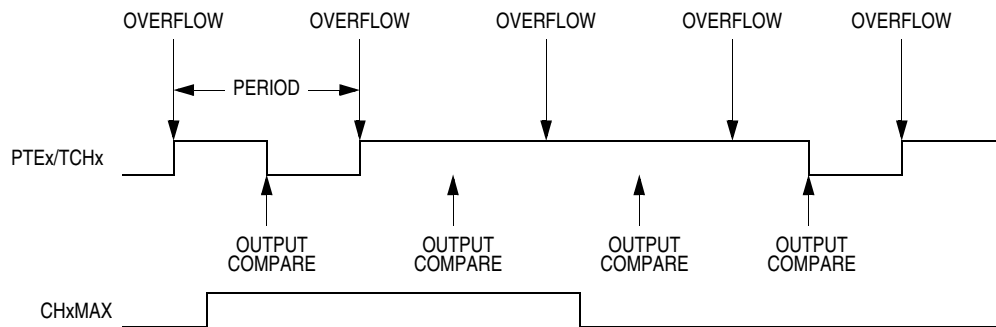 OVERFLOW OVERFLOW OVERFLOW OVERFLOW OVERFLOW
PERIOD
PTEx/TCHx
OUTPUT COMPARE
OUTPUT COMPARE
OUTPUT COMPARE
OUTPUT COMPARE
CHxMAX